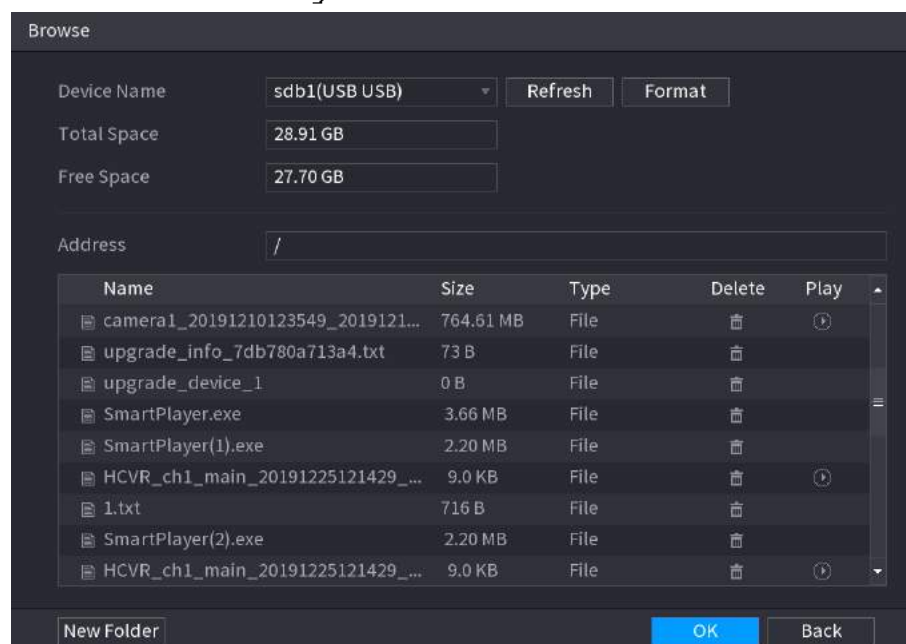 Browse
Device Name sdb1(USB USB) Refresh Format
Total Space 28.91 GB
Free Space 27.70 GB
Address /
Name Size Type Delete Play
camera1_20191210123549_2019121... 764.61 MB File
upgrade_info_7db780a713a4.txt 73 B File
upgrade_device_1 0 B File
SmartPlayer.exe 3.66 MB File
SmartPlayer(1).exe 2.20 MB File
HCVR_ch1_main_20191225121429_... 9.0 KB File
1.txt 716 B File
SmartPlayer(2).exe 2.20 MB File
HCVR_ch1_main_20191225121429_... 9.0 KB File
New Folder OK Back